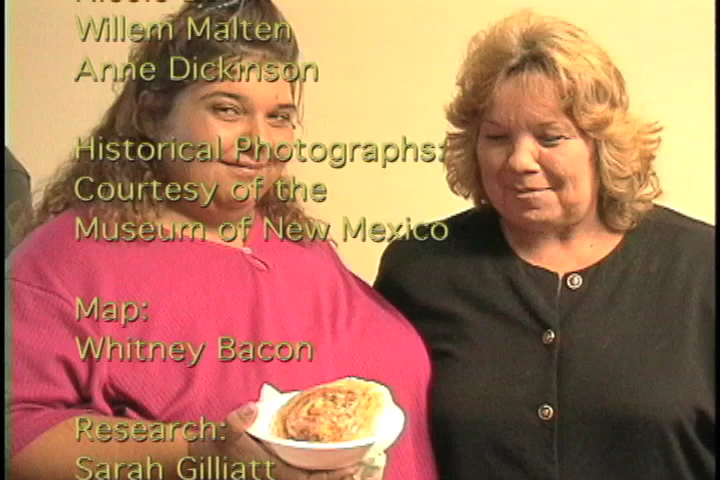 Willem Malten
Anne Dickinson
Historical Photographs:
Courtesy of the
Museum of New Mexico
Map:
Whitney Bacon
Research:
Sarah Gilliatt